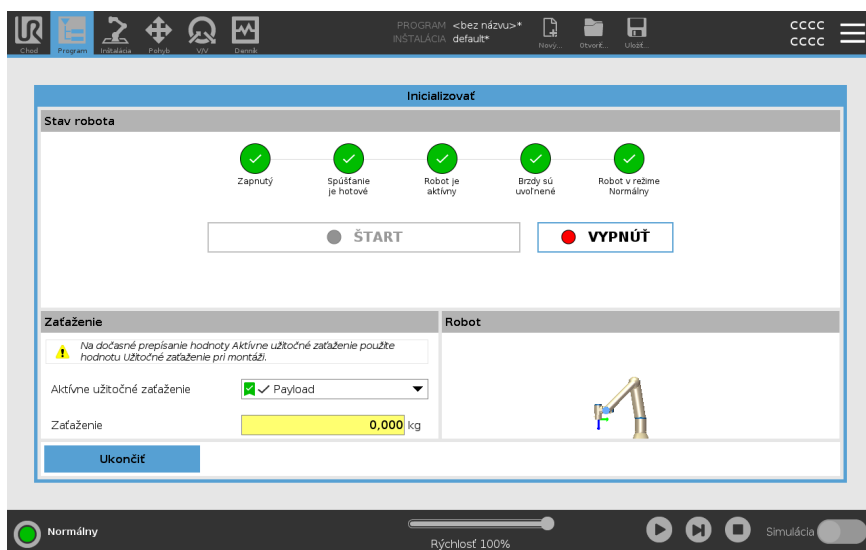 PROGRAM <bez názvu>*
INŠTALÁCIA default*
cccc
cccc
Chod
Program
Inštalácia
Pohyb
V/V
Denník
Nový...
Otvoriť...
Uložiť...
Inicializovať
Stav robota
Zapnutý
Spúšťanie
je hotové
Robot je
aktívny
Brzdy sú
uvoľnené
Robot v režime
Normálny
ŠTART
VYPNÚŤ
Zaťaženie
Robot
Na dočasné prepísanie hodnoty Aktívne užitočné zaťaženie použite
hodnotu Užitočné zaťaženie pri montáži.
Aktívne užitočné zaťaženie
Payload
Zaťaženie
0,000 kg
Ukončiť
Normálny
Rýchlosť 100%
Simulácia